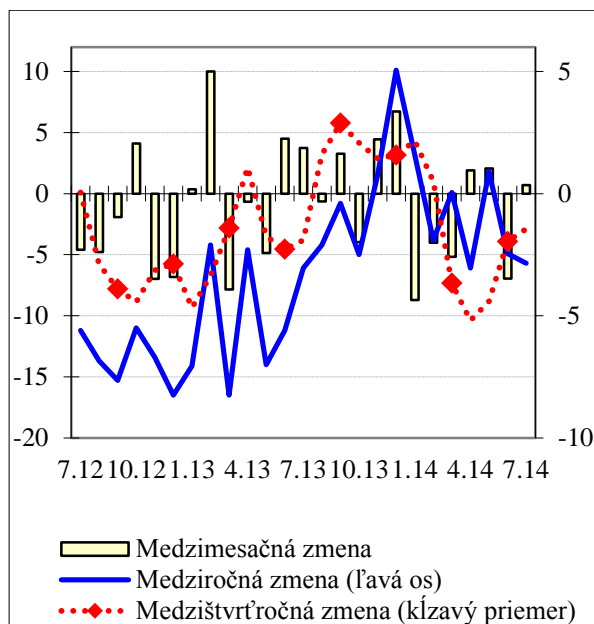 10 5
5
0 0
-5
-10 -5
-15
-20 -10
7.12 10.12 1.13 4.13 7.13 10.13 1.14 4.14 7.14
Medzimesačná zmena
Medziročná zmena (ľavá os)
Medzištvrťročná zmena (kĺzavý priemer)